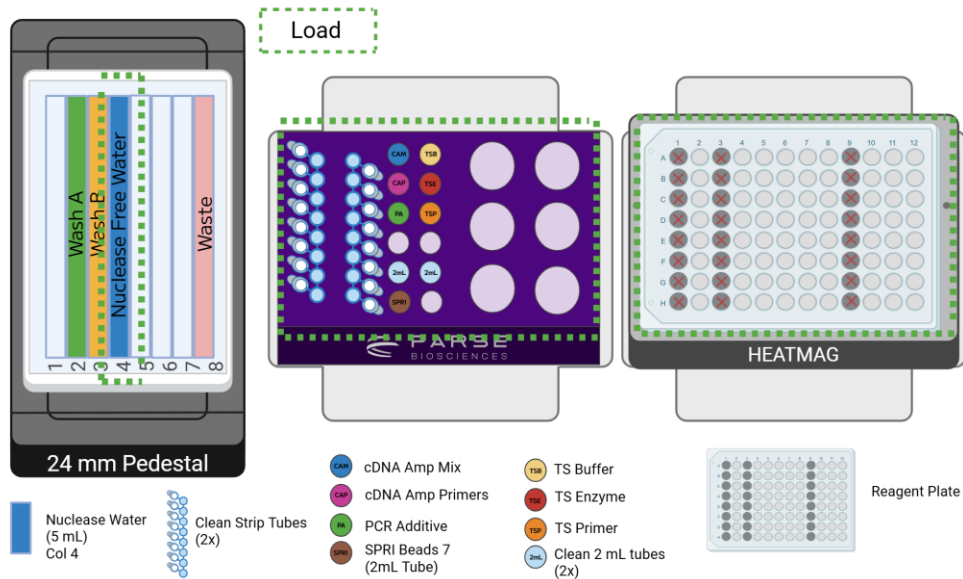 Load
Wash A
Wash B
Nuclease Free Water
Waste
1
2
3
4
5
6
7
8
24 mm Pedestal
CAM
TSB
CAP
TSE
PA
TSP
2mL
2mL
SPRI
PARSE
BIOSCIENCES
1 2 3 4 5 6 7 8 9 10 11 12
A
B
C
D
E
F
G
H
HEATMAG
Nuclease Water
(5 mL)
Col 4
Clean Strip Tubes
(2x)
CAM cDNA Amp Mix
CAP cDNA Amp Primers
PA PCR Additive
SPRI SPRI Beads 7
(2mL Tube)
TSB TS Buffer
TSE TS Enzyme
TSP TS Primer
2mL Clean 2 mL tubes
(2x)
Reagent Plate